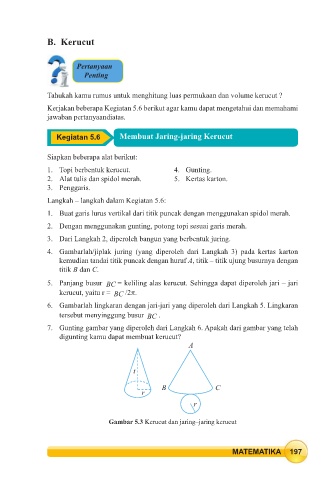 B. Kerucut
Pertanyaan
Penting
Tahukah kamu rumus untuk menghitung luas permukaan dan volume kerucut ?
Kerjakan beberapa Kegiatan 5.6 berikut agar kamu dapat mengetahui dan memahami
jawaban pertanyaandiatas.
Kegiatan 5.6 Membuat Jaring-jaring Kerucut
Siapkan beberapa alat berikut:
1. Topi berbentuk kerucut. 4. Gunting.
2. Alat tulis dan spidol merah. 5. Kertas karton.
3. Penggaris.
Langkah – langkah dalam Kegiatan 5.6:
1. Buat garis lurus vertikal dari titik puncak dengan menggunakan spidol merah.
2. Dengan menggunakan gunting, potong topi sesuai garis merah.
3. Dari Langkah 2, diperoleh bangun yang berbentuk juring.
4. Gambarlah/jiplak juring (yang diperoleh dari Langkah 3) pada kertas karton
kemudian tandai titik puncak dengan huruf A, titik – titik ujung busurnya dengan
titik B dan C.
5. Panjang busur BC = keliling alas kerucut. Sehingga dapat diperoleh jari – jari
kerucut, yaitu r = BC /2π.
6. Gambarlah lingkaran dengan jari-jari yang diperoleh dari Langkah 5. Lingkaran
tersebut menyinggung busur BC .
7. Gunting gambar yang diperoleh dari Langkah 6. Apakah dari gambar yang telah
digunting kamu dapat membuat kerucut?
A
t
B C
r
r
Gambar 5.3 Kerucut dan jaring–jaring kerucut
MATEMATIKA 197